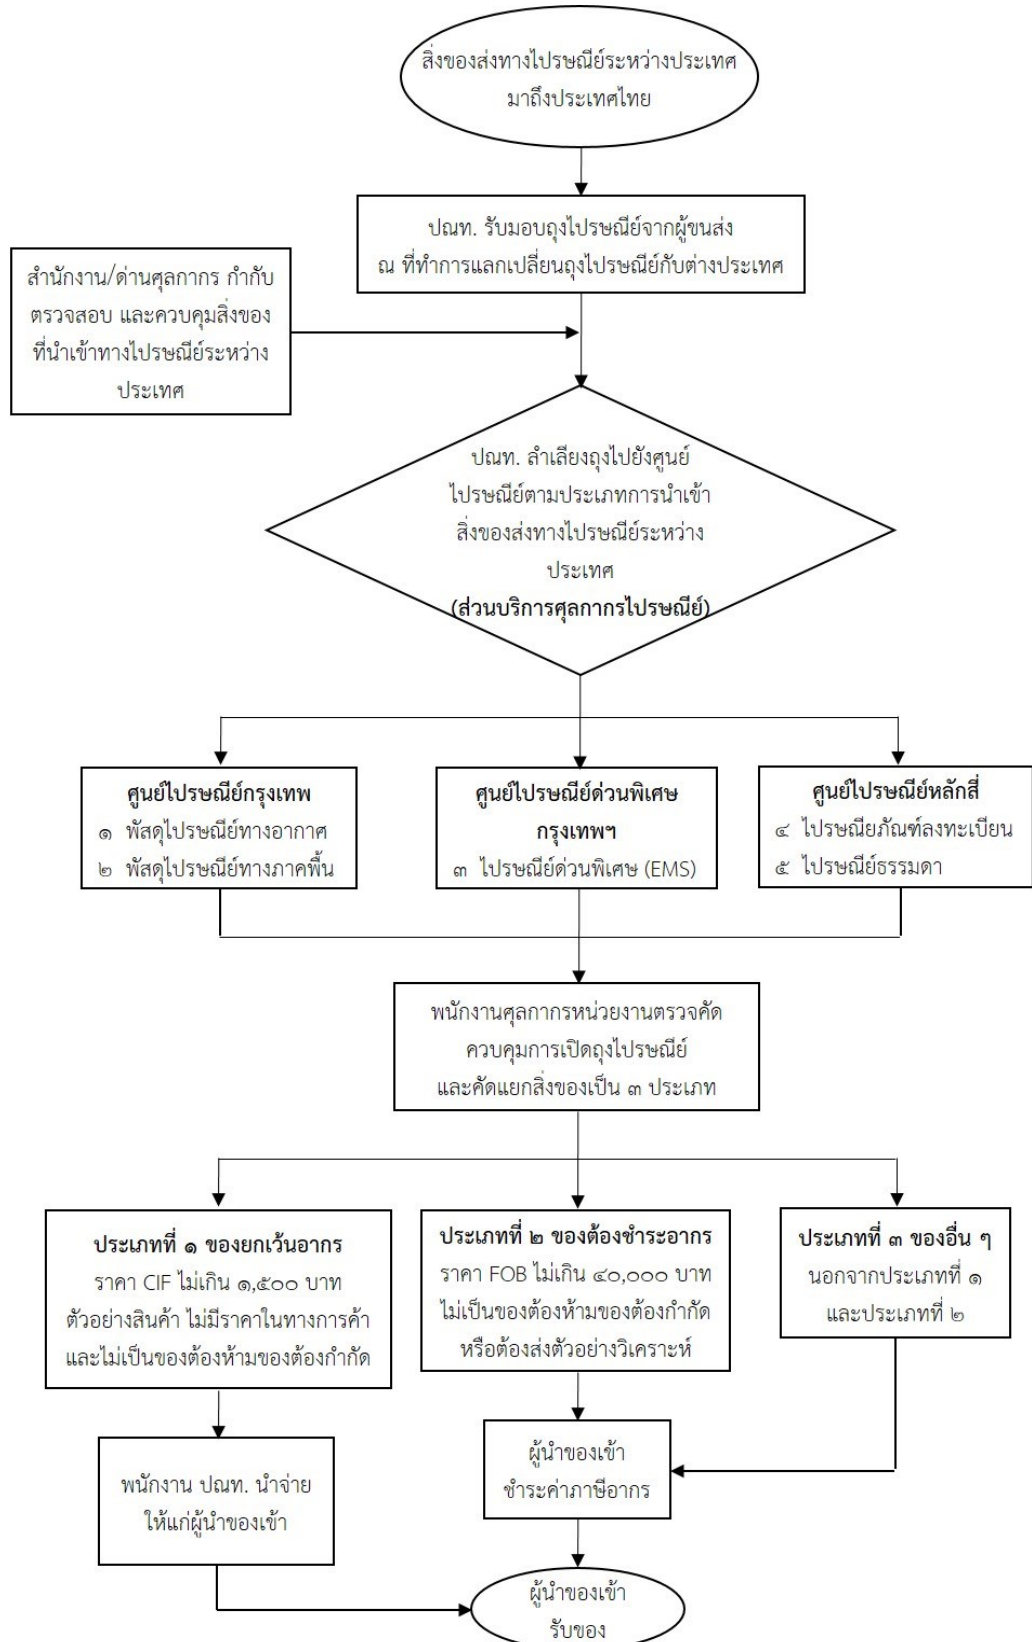 สิ่งของส่งทางไปรษณีย์ระหว่างประเทศ
มาถึงประเทศไทย
ปณท. รับมอบถุงไปรษณีย์จากผู้ขนส่ง
ณ ที่ทำการแลกเปลี่ยนถุงไปรษณีย์กับต่างประเทศ
สำนักงาน/ด่านศุลกากร กำกับ
ตรวจสอบ และควบคุมสิ่งของ
ที่นำเข้าทางไปรษณีย์ระหว่าง
ประเทศ
ปณท. ลำเลียงถุงไปยังศูนย์
ไปรษณีย์ตามประเภทการนำเข้า
สิ่งของส่งทางไปรษณีย์ระหว่าง
ประเทศ
(ส่วนบริการศุลกากรไปรษณีย์)
ศูนย์ไปรษณีย์กรุงเทพ
๑ พัสดุไปรษณีย์ทางอากาศ
๒ พัสดุไปรษณีย์ทางภาคพื้น
ศูนย์ไปรษณีย์ด่วนพิเศษ
กรุงเทพฯ
๓ ไปรษณีย์ด่วนพิเศษ (EMS)
ศูนย์ไปรษณีย์หลักสี่
๔ ไปรษณียภัณฑ์ลงทะเบียน
๕ ไปรษณีย์ธรรมดา
พนักงานศุลกากรหน่วยงานตรวจคัด
ควบคุมการเปิดถุงไปรษณีย์
และคัดแยกสิ่งของเป็น ๓ ประเภท
ประเภทที่ ๑ ของยกเว้นอากร
ราคา CIF ไม่เกิน ๑,๕๐๐ บาท
ตัวอย่างสินค้า ไม่มีราคาในทางการค้า
และไม่เป็นของต้องห้ามของต้องกำกัด
ประเภทที่ ๒ ของต้องชำระอากร
ราคา FOB ไม่เกิน ๔๐,๐๐๐ บาท
ไม่เป็นของต้องห้ามของต้องกำกัด
หรือต้องส่งตัวอย่างวิเคราะห์
ประเภทที่ ๓ ของอื่น ๆ
นอกจากประเภทที่ ๑
และประเภทที่ ๒
พนักงาน ปณท. นำจ่าย
ให้แก่ผู้นำของเข้า
ผู้นำของเข้า
ชำระค่าภาษีอากร
ผู้นำของเข้า
รับของ